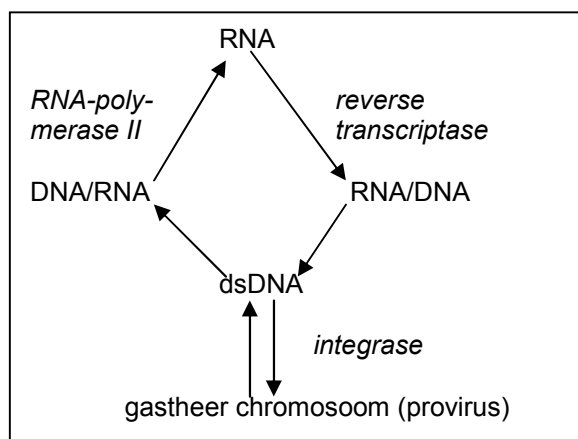 RNA
RNA-poly-
merase II
reverse
transcriptase
DNA/RNA
RNA/DNA
dsDNA
integrase
gastheer chromosoom (provirus)